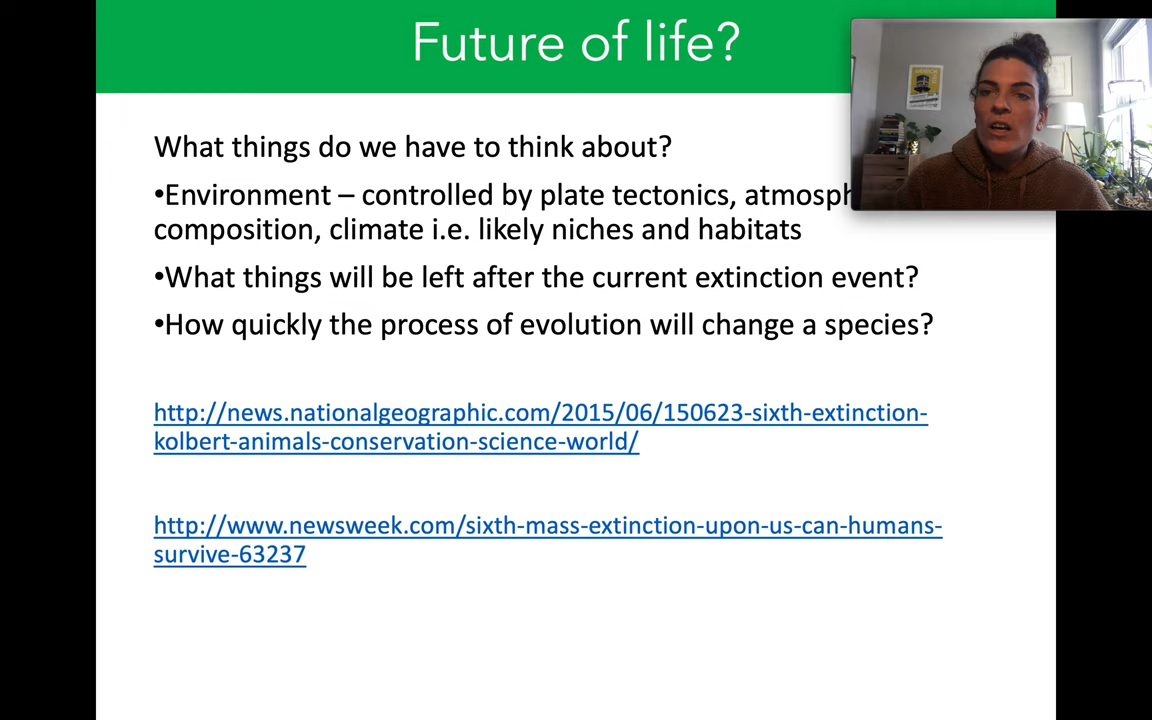 Future of life?
What things do we have to think about?
•Environment – controlled by plate tectonics,
composition, climate i.e. likely niches and habitats
•What things will be left after the current extinction event?
•How quickly the process of evolution will change a species?
http://news.nationalgeographic.com/2015/06/150623-sixth-extinction-
kolbert-animals-conservation-science-world/
http://www.newsweek.com/sixth-mass-extinction-upon-us-can-humans-
survive-63237